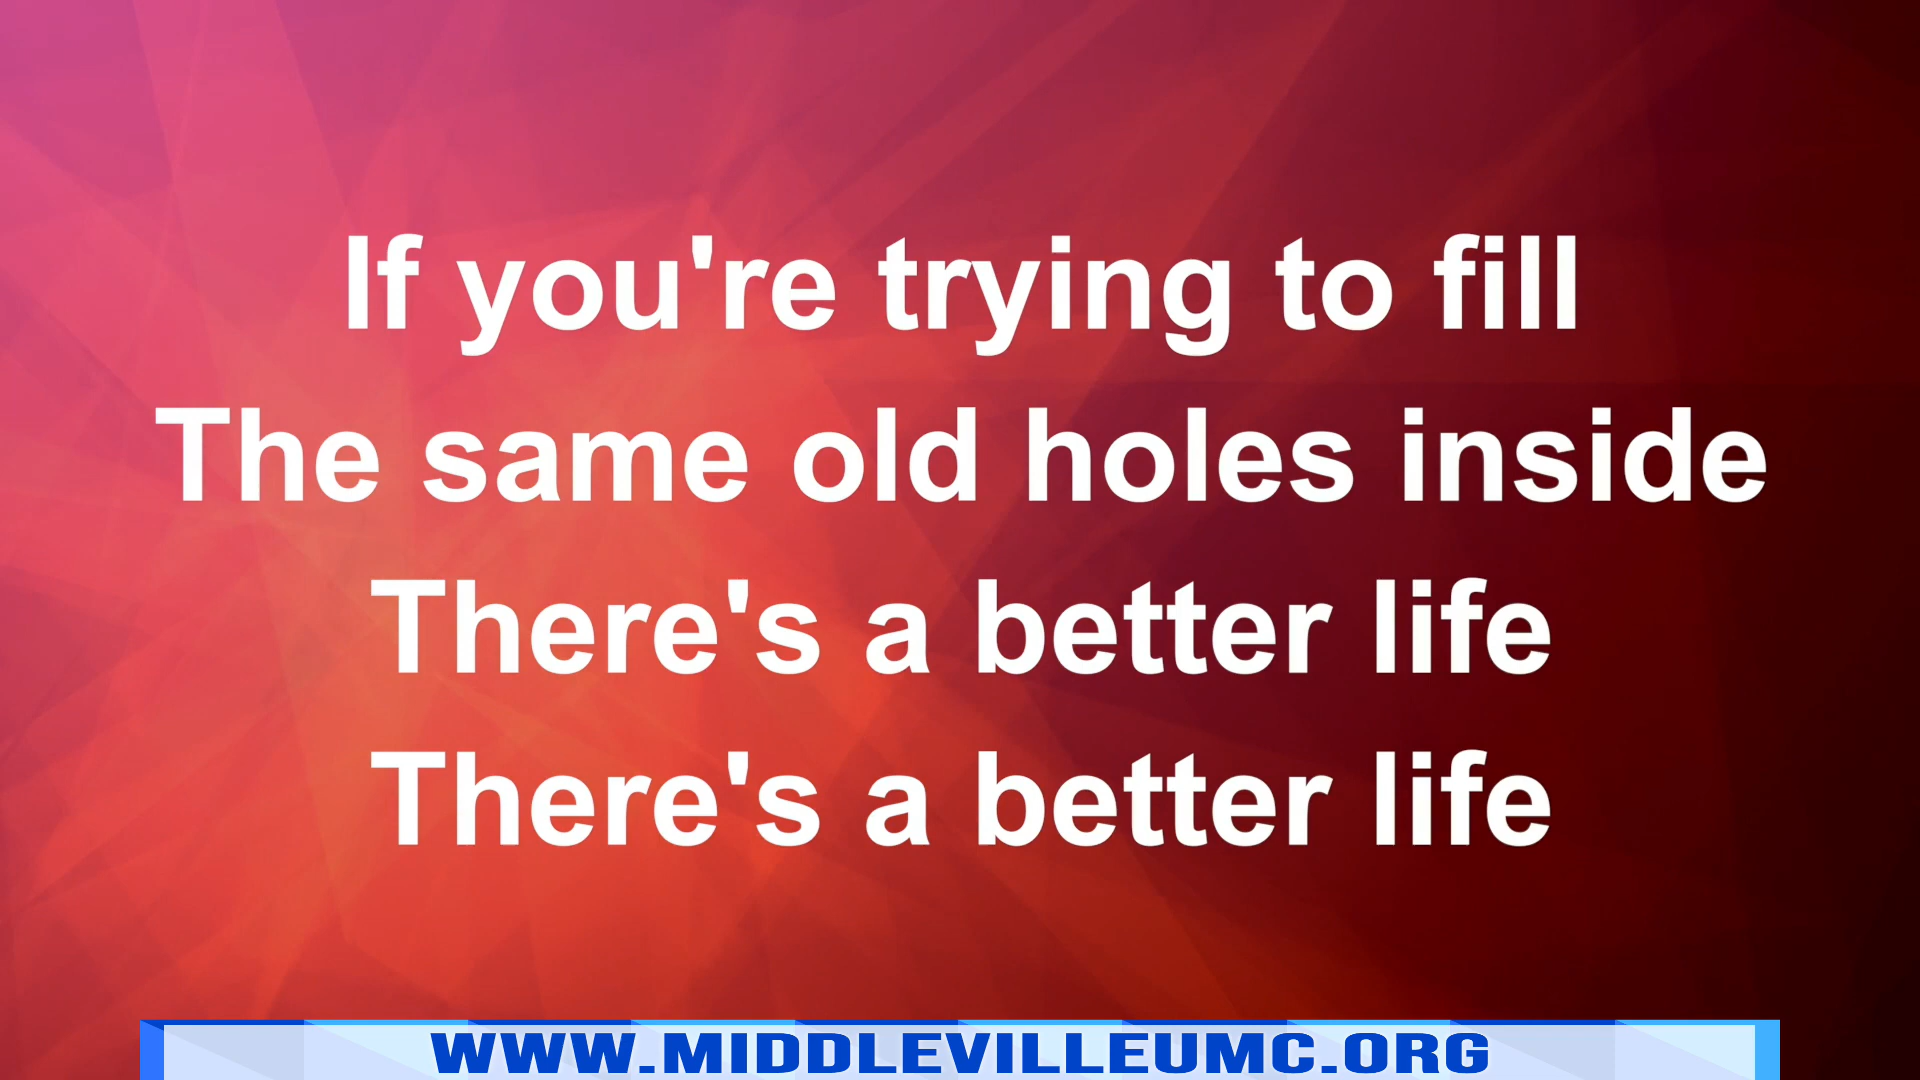 If you're trying to fill
The same old holes inside
There's a better life
There's a better life
WWW.MIDDLEVILLEUMC.ORG